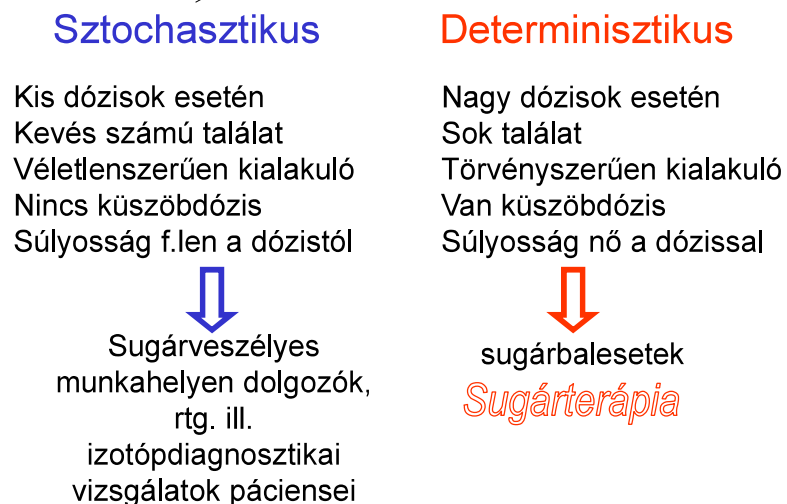 Sztochasztikus
Kis dózisok esetén
Kevés számú találat
Véletlenszerűen kialakuló
Nincs küszöbdózis
Súlyosság f.len a dózistól
Sugárveszélyes
munkahelyen dolgozók,
rtg. ill.
izotópdiagnosztikai
vizsgálatok páciensei
Determinisztikus
Nagy dózisok esetén
Sok találat
Törvényszerűen kialakuló
Van küszöbdózis
Súlyosság nő a dózissal
sugárbalesetek
Sugárterápia